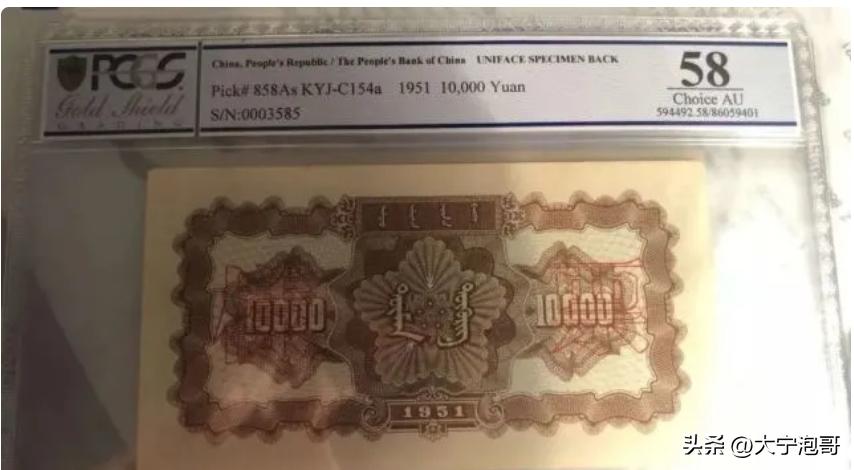 PCGS
Gold Shield
GRADING
China, People's Republic / The People's Bank of China UNIFACE SPECIMEN BACK
Pick# 858As KYJ-C154a 1951 10,000 Yuan
S/N:0003585
58
Choice AU
594492.58/86059401
10000
10000
1951
头条 @大宁泡哥